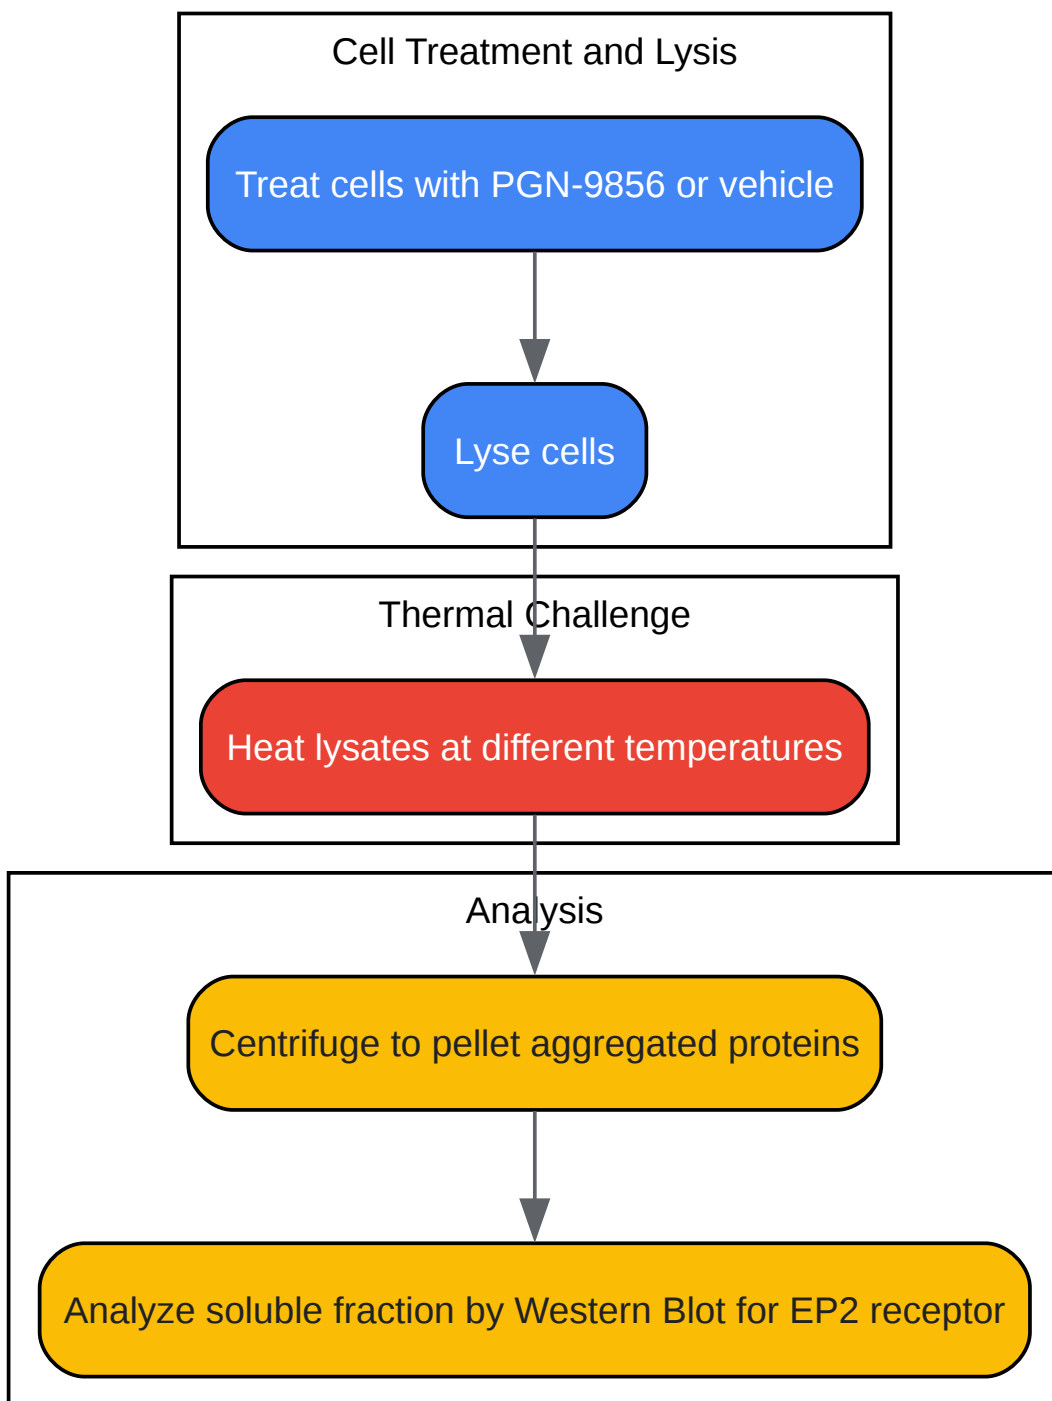 Cell Treatment and Lysis
Treat cells with PGN-9856 or vehicle
Lyse cells
Thermal Challenge
Heat lysates at different temperatures
Analysis
Centrifuge to pellet aggregated proteins
Analyze soluble fraction by Western Blot for EP2 receptor